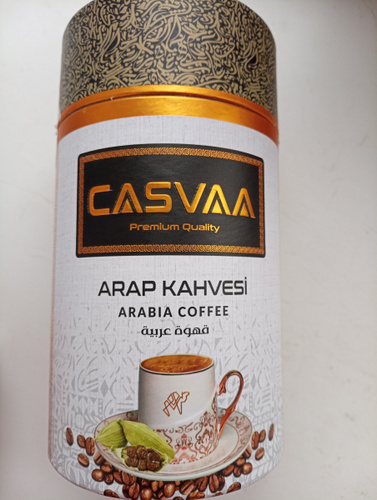 CASVAA
Premium Quality
ARAP KAHVESİ
ARABIA COFFEE
قهوة عربية